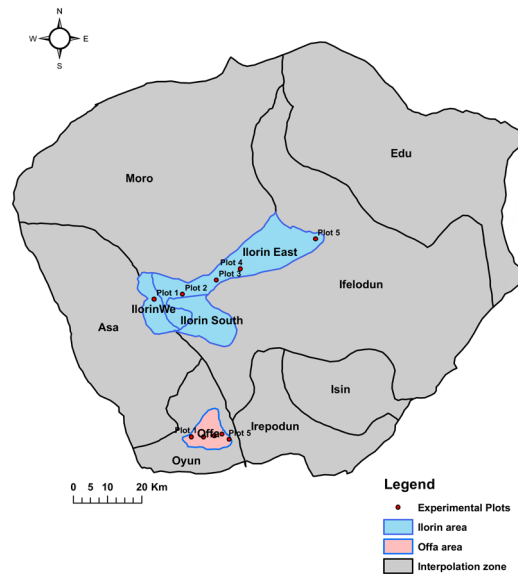 N
W E
S
Edu
Moro
Plot 5
Ilorin East
Plot 4
Plot 3
Ifelodun
Plot 1 Plot 2
IlorinWe
Asa
Ilorin South
Isin
Irepodun
Plot 1 Offa Plot 5
Oyun
0 5 10 20 Km
Legend
Experimental Plots
Ilorin area
Offa area
Interpolation zone